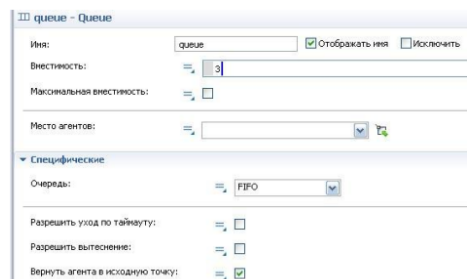 queue - Queue
Имя: queue Отображать имя Исключить
Вместимость: 3
Максимальная вместимость:
Место агентов:
Специфические
Очередь: FIFO
Разрешить уход по таймауту:
Разрешить вытеснение:
Вернуть агента в исходную точку: